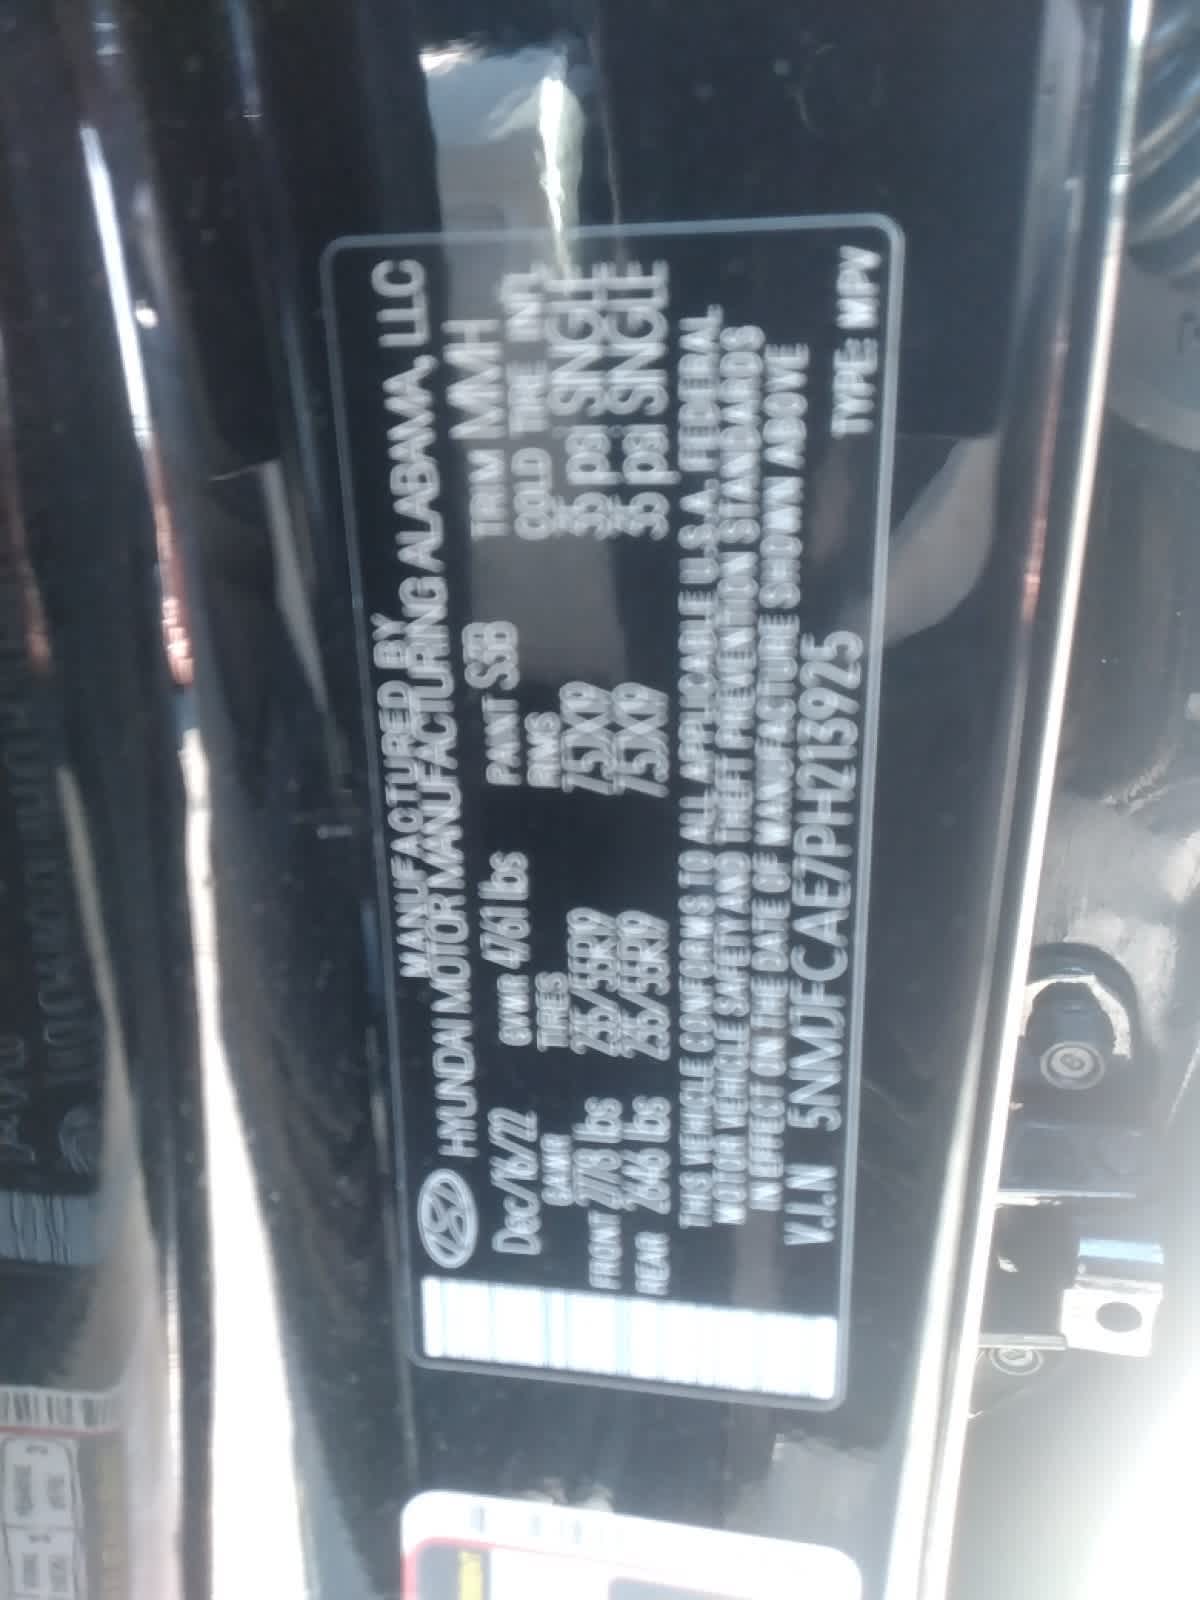 MANUFACTURED BY
HYUNDAI MOTOR MANUFACTURING ALABAMA, LLC
Dec/16/22 GVWR 4761 lbs PAINT S3B TRIM MMH
GAWR TIRES RIMS COLD TIRE INFL
FRONT 2778 lbs 235/55R19 7.5JX19 35 psi SINGLE
REAR 2646 lbs 235/55R19 7.5JX19 35 psi SINGLE
THIS VEHICLE CONFORMS TO ALL APPLICABLE U.S.A. FEDERAL
MOTOR VEHICLE SAFETY AND THEFT PREVENTION STANDARDS
IN EFFECT ON THE DATE OF MANUFACTURE SHOWN ABOVE
V.I.N 5NMJFCAE7PH213925 TYPE: MPV